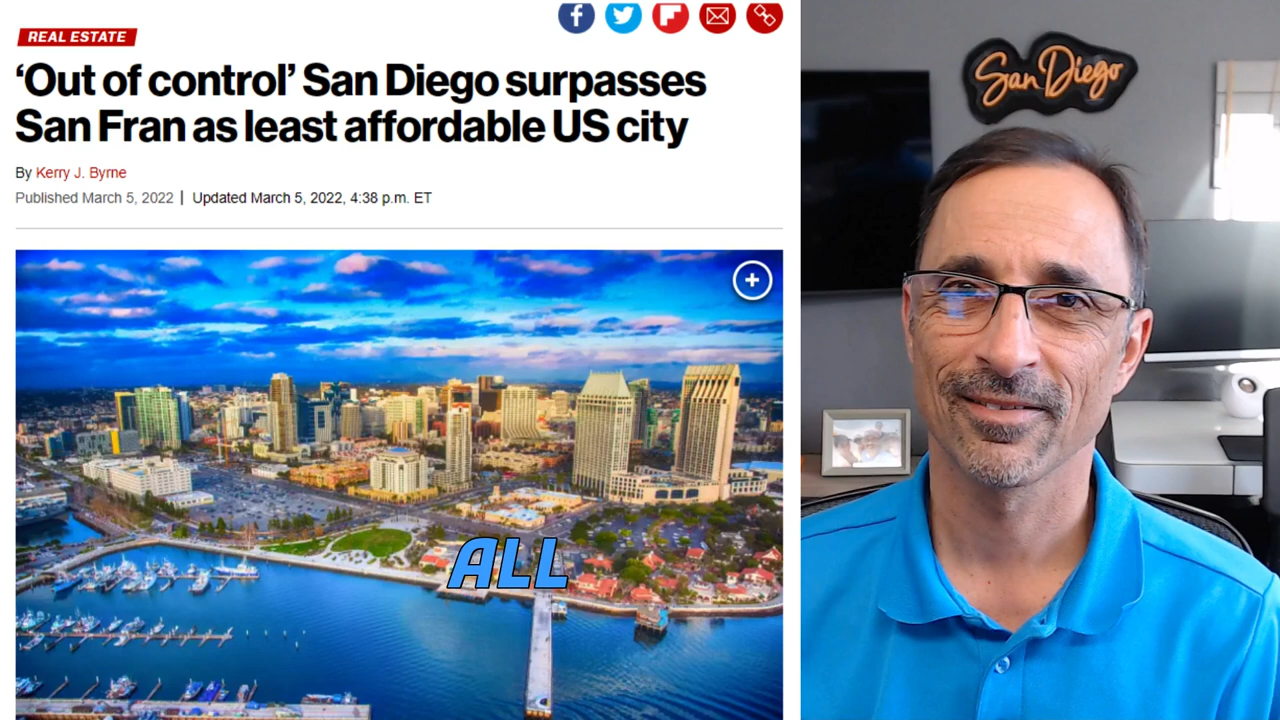 REAL ESTATE
‘Out of control’ San Diego surpasses
San Fran as least affordable US city
By Kerry J. Byrne
Published March 5, 2022 | Updated March 5, 2022, 4:38 p.m. ET
ALL
San Diego